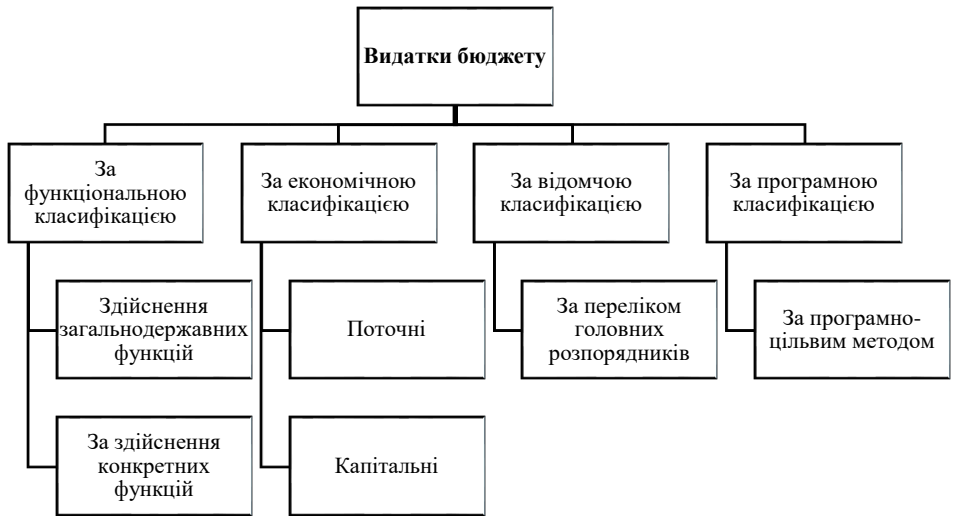 Видатки бюджету
За
функціональною
класифікацією
За економічною
класифікацією
За відомчою
класифікацією
За програмною
класифікацією
Здійснення
загальнодержавних
функцій
Поточні
За переліком
головних
розпорядників
За програмно-
цільвим методом
За здійснення
конкретних
функцій
Капітальні